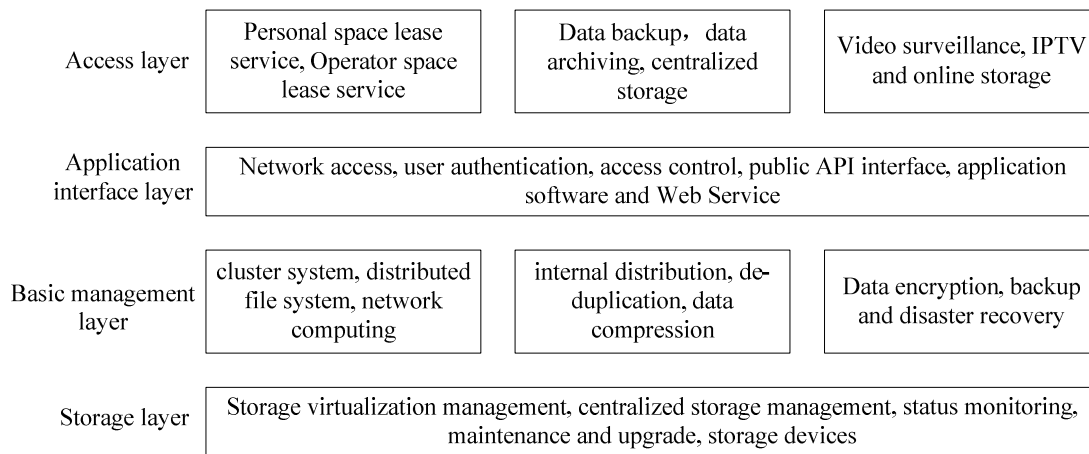 Access layer
Personal space lease
service, Operator space
lease service
Data backup，data
archiving, centralized
storage
Video surveillance, IPTV
and online storage
Application
interface layer
Network access, user authentication, access control, public API interface, application
software and Web Service
Basic management
layer
cluster system, distributed
file system, network
computing
internal distribution, de-
duplication, data
compression
Data encryption, backup
and disaster recovery
Storage layer
Storage virtualization management, centralized storage management, status monitoring,
maintenance and upgrade, storage devices